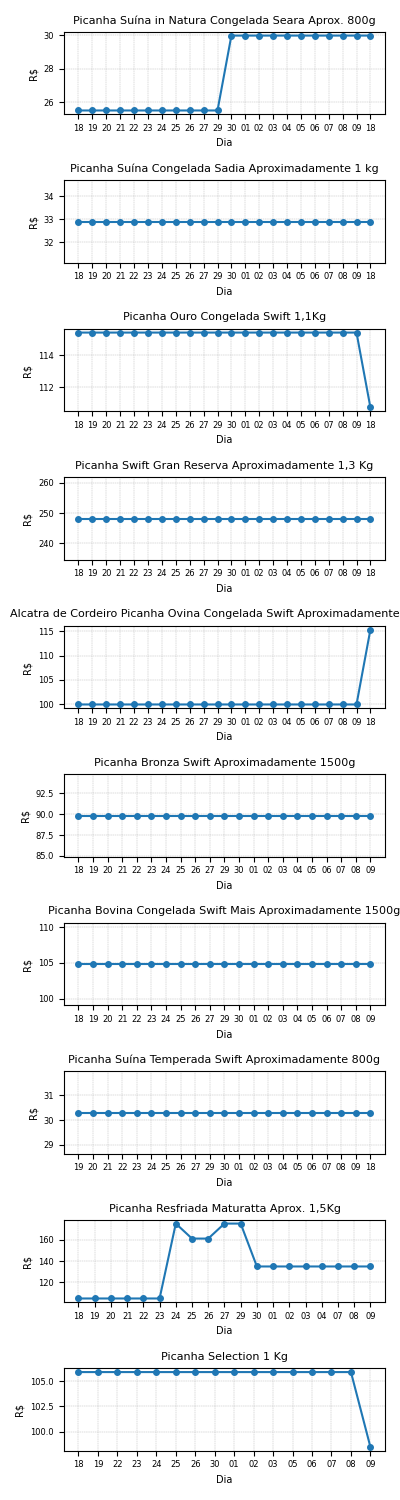 Picanha Suína in Natura Congelada Seara Aprox. 800g
30
28
26
R$
18 19 20 21 22 23 24 25 26 27 29 30 01 02 03 04 05 06 07 08 09 18
Dia
Picanha Suína Congelada Sadia Aproximadamente 1 kg
34
33
32
R$
18 19 20 21 22 23 24 25 26 27 29 30 01 02 03 04 05 06 07 08 09 18
Dia
Picanha Ouro Congelada Swift 1,1Kg
114
112
R$
18 19 20 21 22 23 24 25 26 27 29 30 01 02 03 04 05 06 07 08 09 18
Dia
Picanha Swift Gran Reserva Aproximadamente 1,3 Kg
260
250
240
R$
18 19 20 21 22 23 24 25 26 27 29 30 01 02 03 04 05 06 07 08 09 18
Dia
Alcatra de Cordeiro Picanha Ovina Congelada Swift Aproximadamente
115
110
105
100
R$
18 19 20 21 22 23 24 25 26 27 29 30 01 02 03 04 05 06 07 08 09 18
Dia
Picanha Bronza Swift Aproximadamente 1500g
92.5
90.0
87.5
85.0
R$
18 19 20 21 22 23 24 25 26 27 29 30 01 02 03 04 05 06 07 08 09
Dia
Picanha Bovina Congelada Swift Mais Aproximadamente 1500g
110
105
100
R$
18 19 20 21 22 23 24 25 26 27 29 30 01 02 03 04 05 06 07 08 09
Dia
Picanha Suína Temperada Swift Aproximadamente 800g
31
30
29
R$
19 20 21 22 23 24 25 26 27 29 30 01 02 03 04 05 06 07 08 09 18
Dia
Picanha Resfriada Maturatta Aprox. 1,5Kg
160
140
120
R$
18 19 20 21 22 23 24 25 26 27 29 30 01 02 03 04 07 08 09
Dia
Picanha Selection 1 Kg
105.0
102.5
100.0
R$
18 19 22 23 24 25 26 30 01 02 03 05 06 07 08 09
Dia